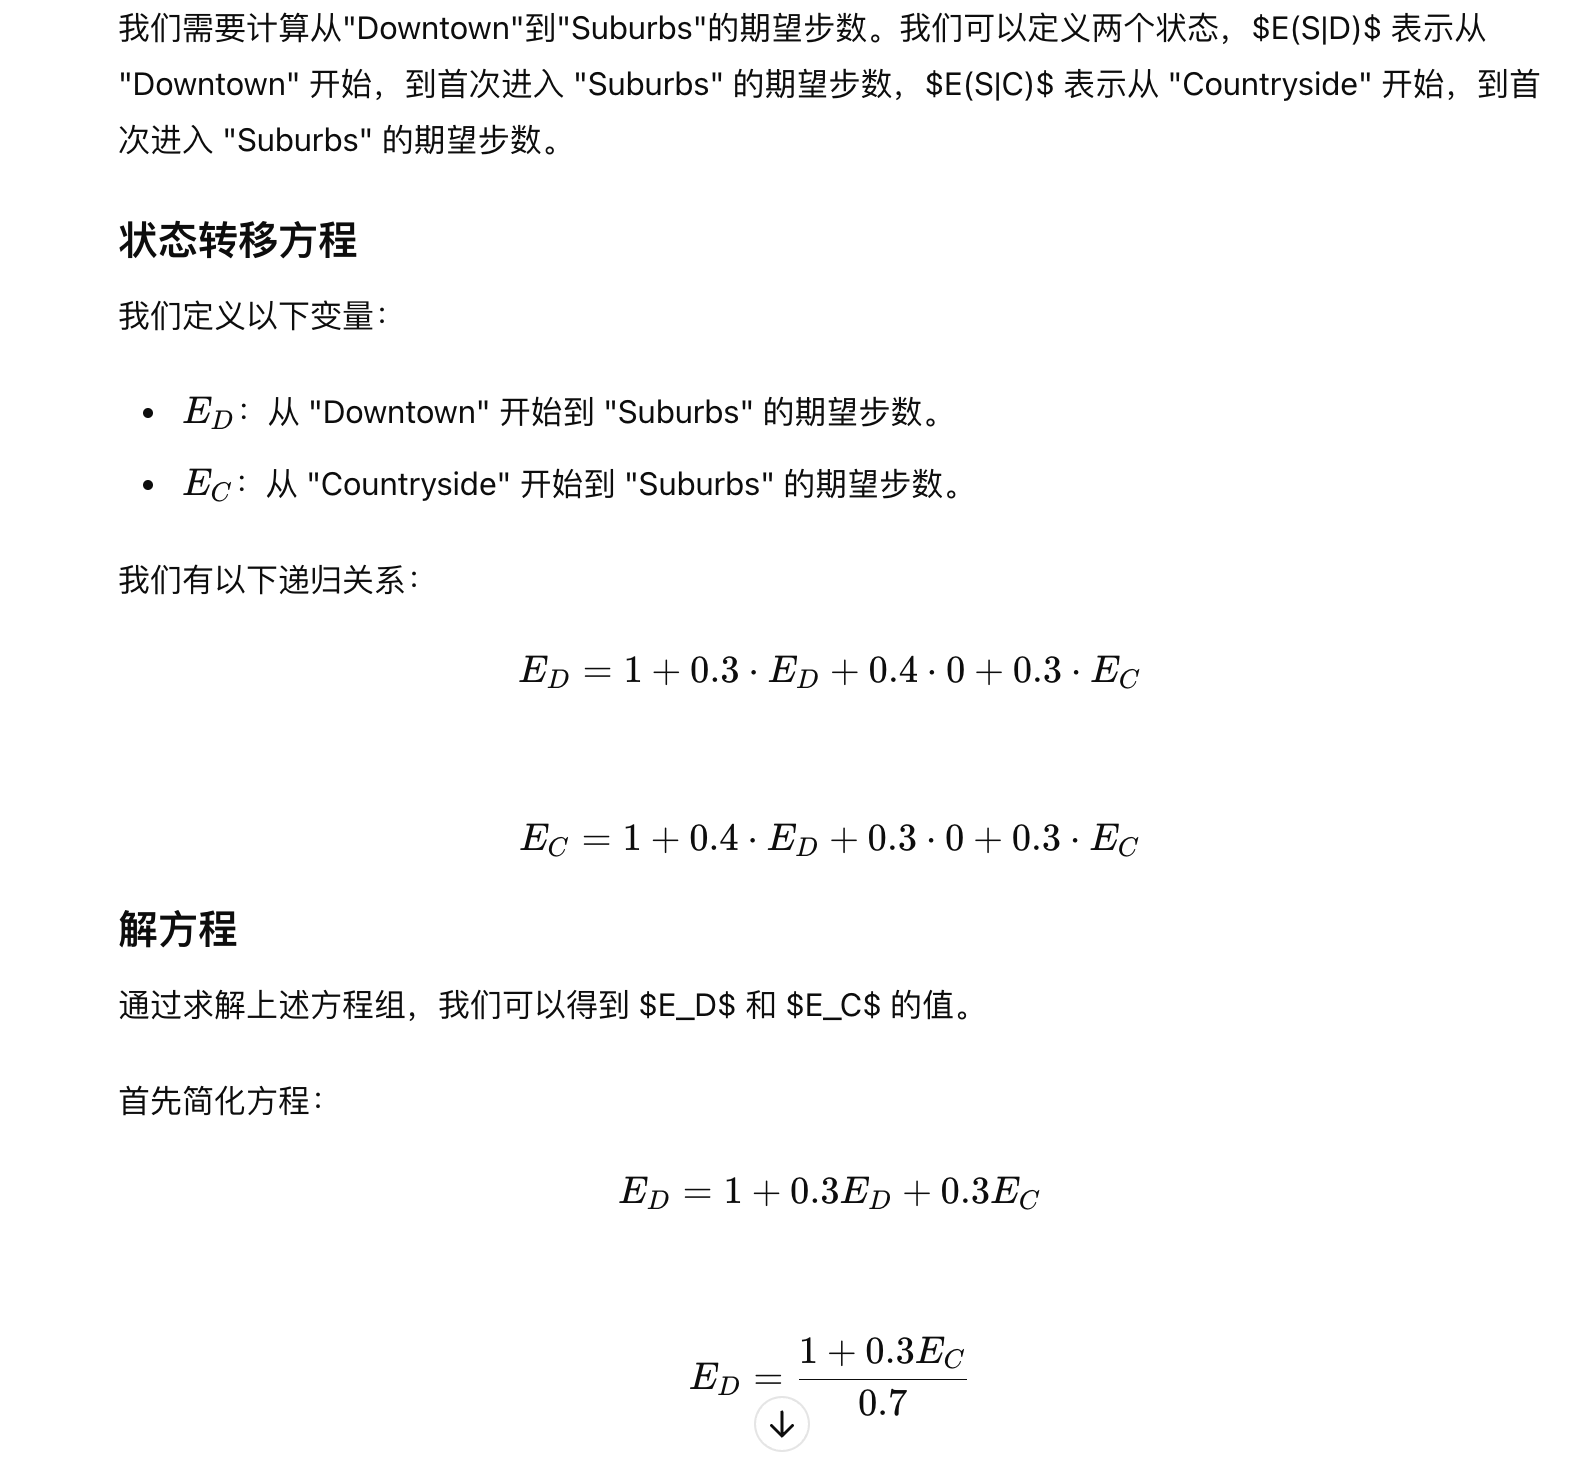 我们需要计算从"Downtown"到"Suburbs"的期望步数。我们可以定义两个状态，$E(S|D)$ 表示从
"Downtown" 开始，到首次进入 "Suburbs" 的期望步数，$E(S|C)$ 表示从 "Countryside" 开始，到首
次进入 "Suburbs" 的期望步数。
状态转移方程
我们定义以下变量：
• E_D：从 "Downtown" 开始到 "Suburbs" 的期望步数。
• E_C：从 "Countryside" 开始到 "Suburbs" 的期望步数。
我们有以下递归关系：
E_D = 1 + 0.3 · E_D + 0.4 · 0 + 0.3 · E_C
E_C = 1 + 0.4 · E_D + 0.3 · 0 + 0.3 · E_C
解方程
通过求解上述方程组，我们可以得到 $E_D$ 和 $E_C$ 的值。
首先简化方程：
E_D = 1 + 0.3E_D + 0.3E_C
E_D = \frac{1 + 0.3E_C}{0.7}